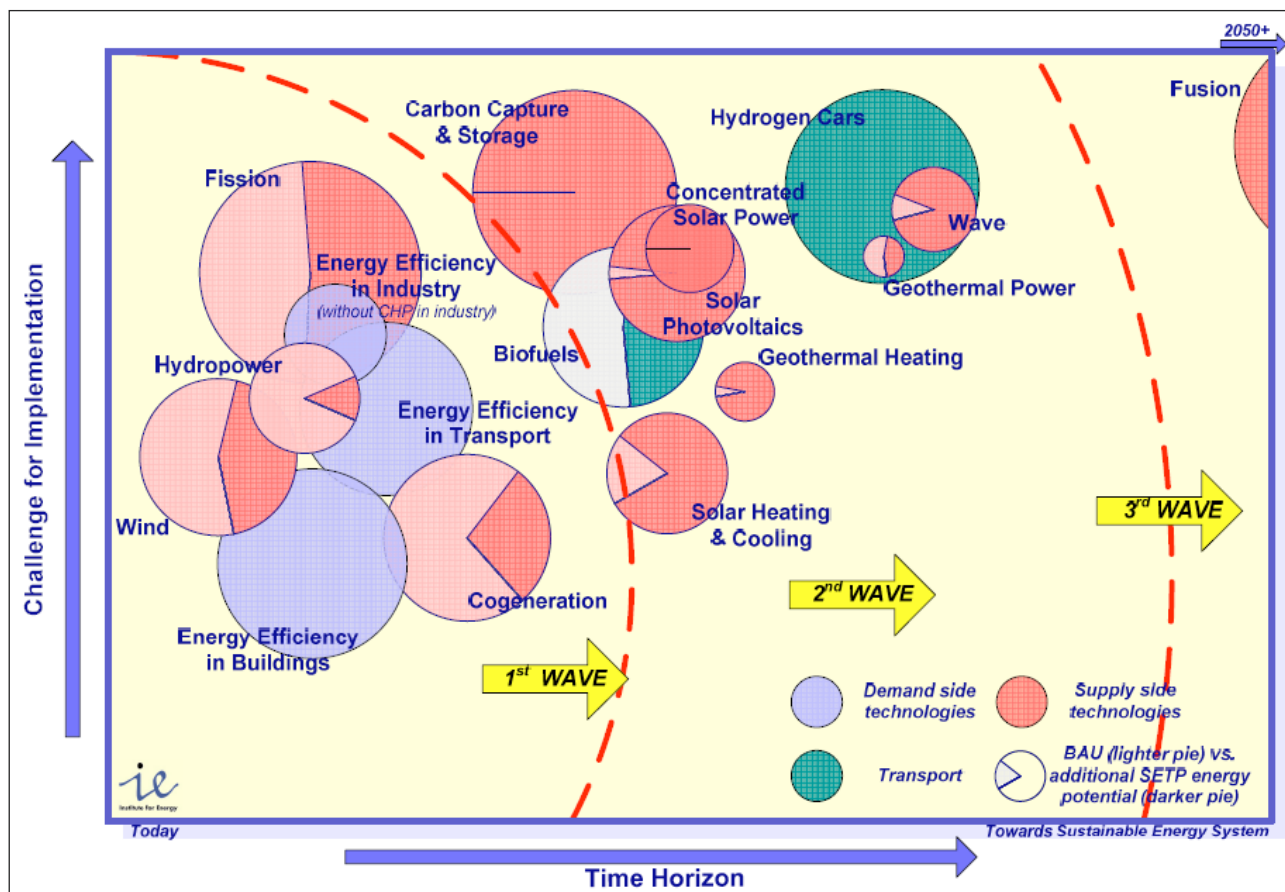 2050+
Fusion
Carbon Capture
& Storage
Hydrogen Cars
Fission
Concentrated
Solar Power
Wave
Energy Efficiency
in Industry
(without CHP in industry)
Geothermal Power
Solar
Photovoltaics
Biofuels
Geothermal Heating
Hydropower
Energy Efficiency
in Transport
Wind
Solar Heating
& Cooling
Cogeneration
Energy Efficiency
in Buildings
3rd WAVE
2nd WAVE
1st WAVE
Demand side
technologies
Supply side
technologies
Transport
BAU (lighter pie) vs.
additional SETP energy
potential (darker pie)
ie
Institute for Energy
Today
Towards Sustainable Energy System
Time Horizon
Challenge for Implementation